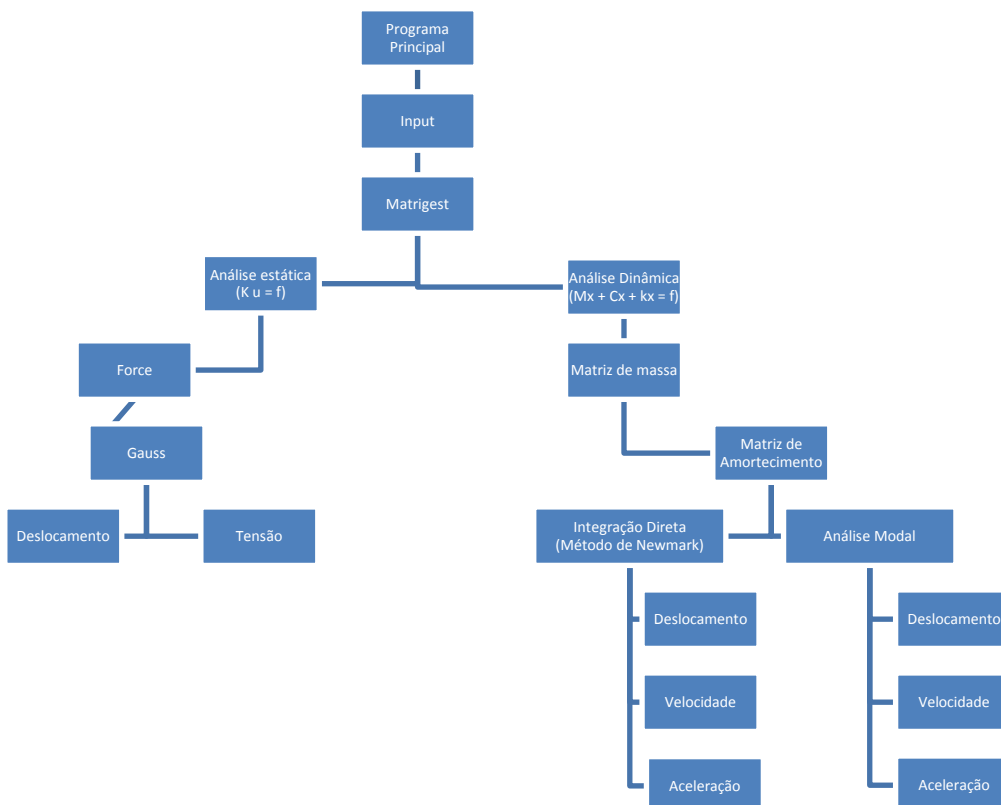 Programa
Principal
Input
Matrigest
Análise estática
(K u = f)
Análise Dinâmica
(Mx + Cx + kx = f)
Force
Matriz de massa
Gauss
Matriz de
Amortecimento
Deslocamento
Tensão
Integração Direta
(Método de Newmark)
Análise Modal
Deslocamento
Deslocamento
Velocidade
Velocidade
Aceleração
Aceleração